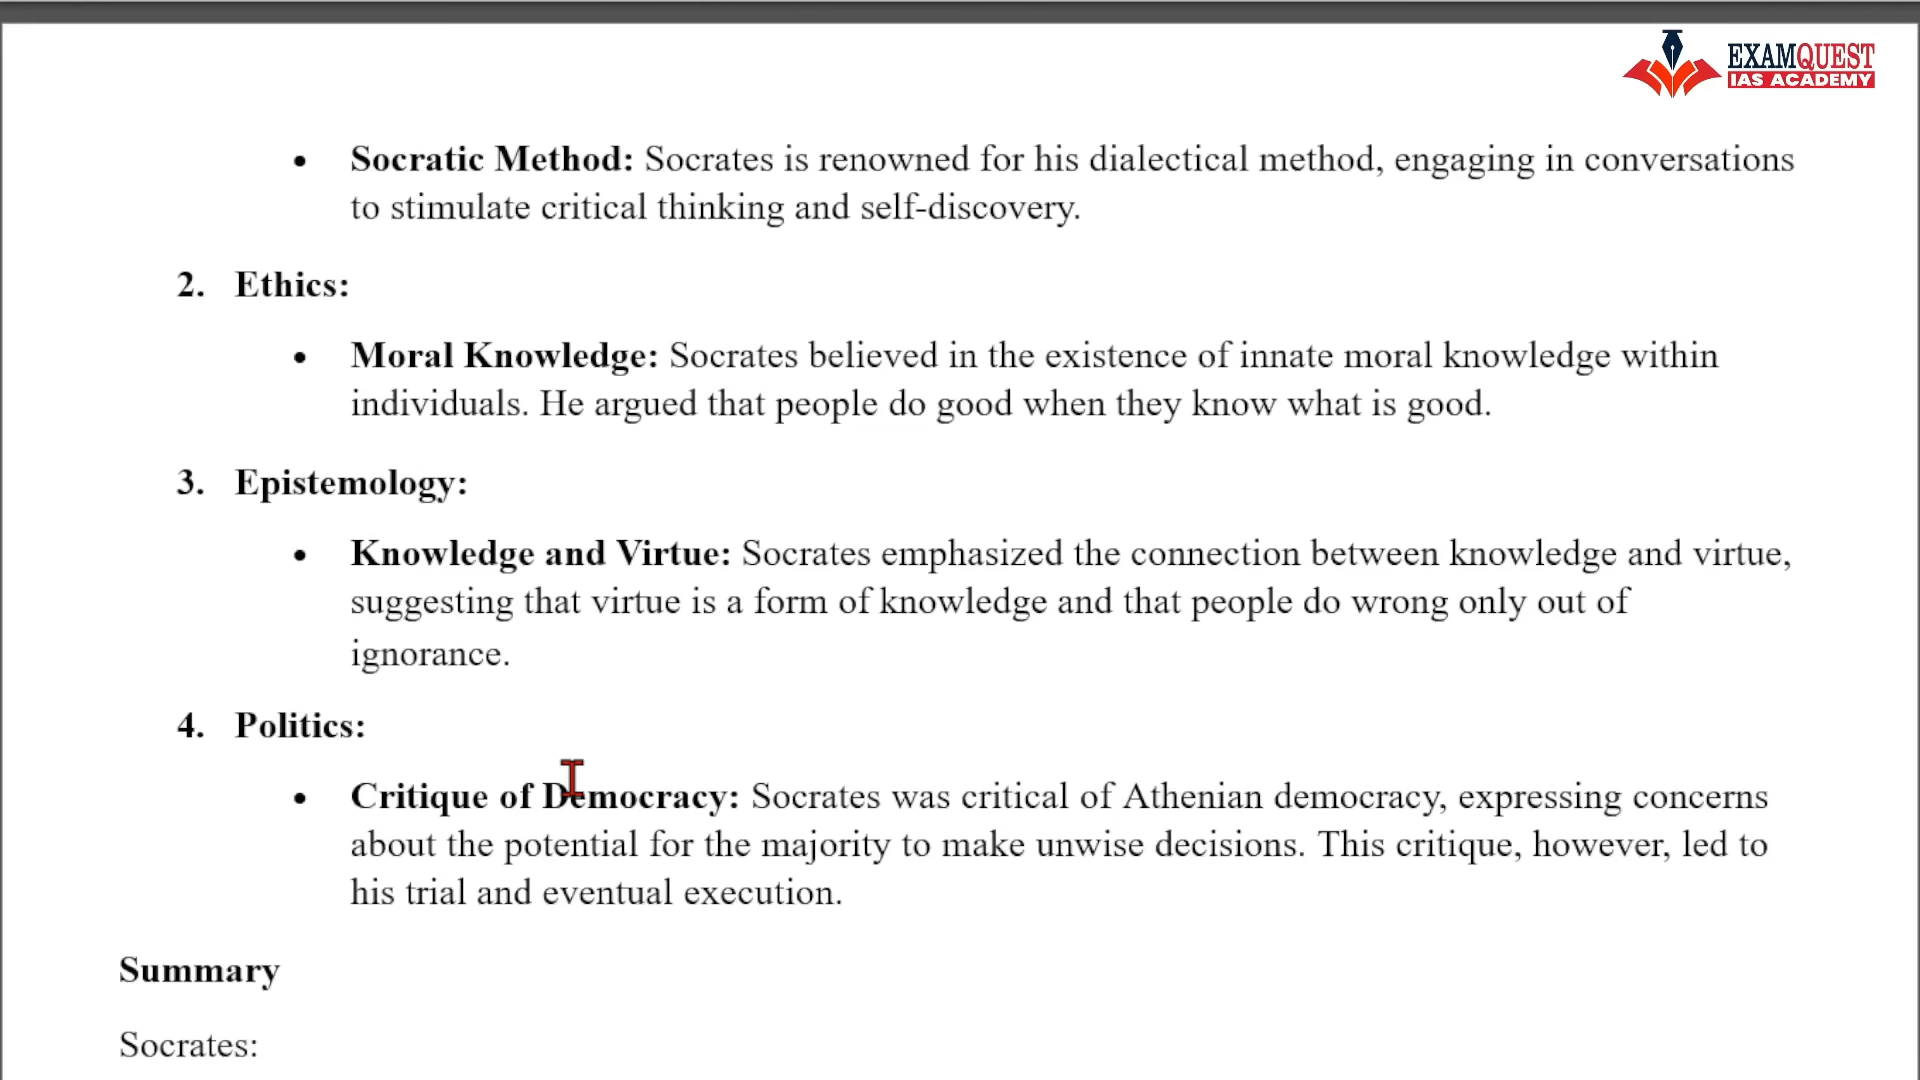 EXAMQUEST
IAS ACADEMY
• Socratic Method: Socrates is renowned for his dialectical method, engaging in conversations
to stimulate critical thinking and self-discovery.
2. Ethics:
• Moral Knowledge: Socrates believed in the existence of innate moral knowledge within
individuals. He argued that people do good when they know what is good.
3. Epistemology:
• Knowledge and Virtue: Socrates emphasized the connection between knowledge and virtue,
suggesting that virtue is a form of knowledge and that people do wrong only out of
ignorance.
4. Politics:
• Critique of Democracy: Socrates was critical of Athenian democracy, expressing concerns
about the potential for the majority to make unwise decisions. This critique, however, led to
his trial and eventual execution.
Summary
Socrates: